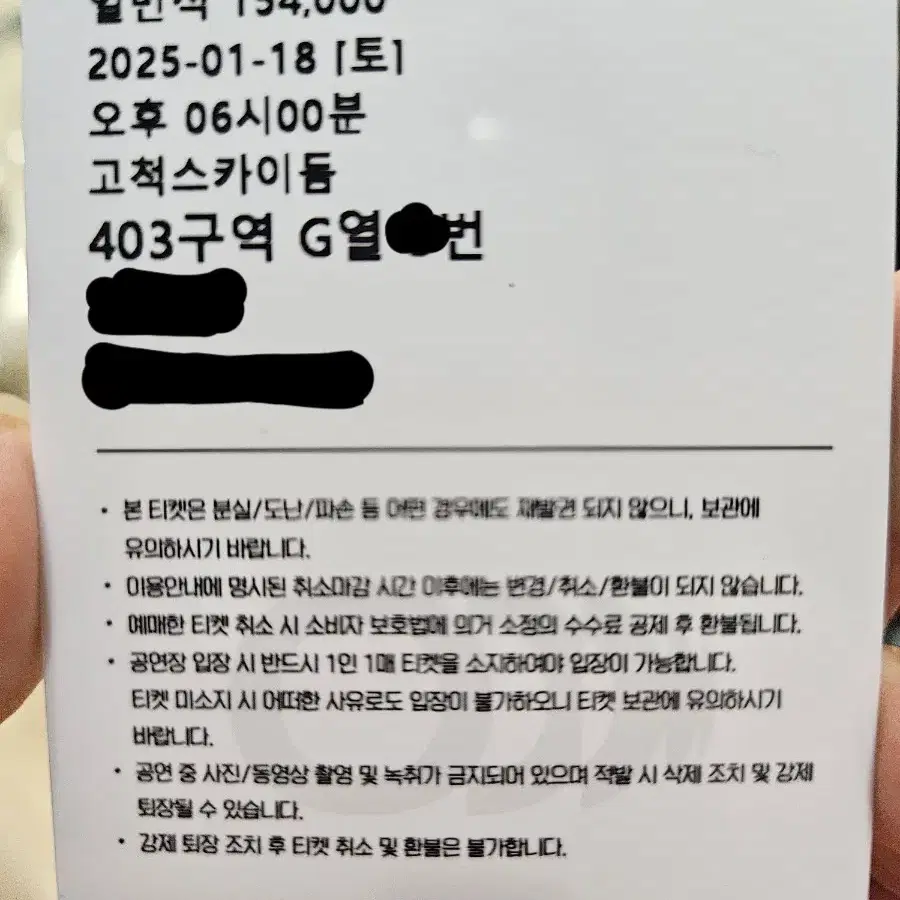 일반석 154,000
2025-01-18 [토]
오후 06시00분
고척스카이돔
403구역 G열 번
• 본 티켓은 분실/도난/파손 등 어떤 경우에도 재발권 되지 않으니, 보관에
유의하시기 바랍니다.
• 이용안내에 명시된 취소마감 시간 이후에는 변경/취소/환불이 되지 않습니다.
• 예매한 티켓 취소 시 소비자 보호법에 의거 소정의 수수료 공제 후 환불됩니다.
• 공연장 입장 시 반드시 1인 1매 티켓을 소지하여야 입장이 가능합니다.
티켓 미소지 시 어떠한 사유로도 입장이 불가하오니 티켓 보관에 유의하시기
바랍니다.
• 공연 중 사진/동영상 촬영 및 녹취가 금지되어 있으며 적발 시 삭제 조치 및 강제
퇴장될 수 있습니다.
• 강제 퇴장 조치 후 티켓 취소 및 환불은 불가합니다.